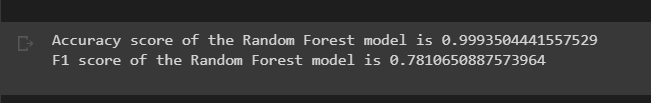 Accuracy score of the Random Forest model is 0.9993504441557529
F1 score of the Random Forest model is 0.7810650887573964